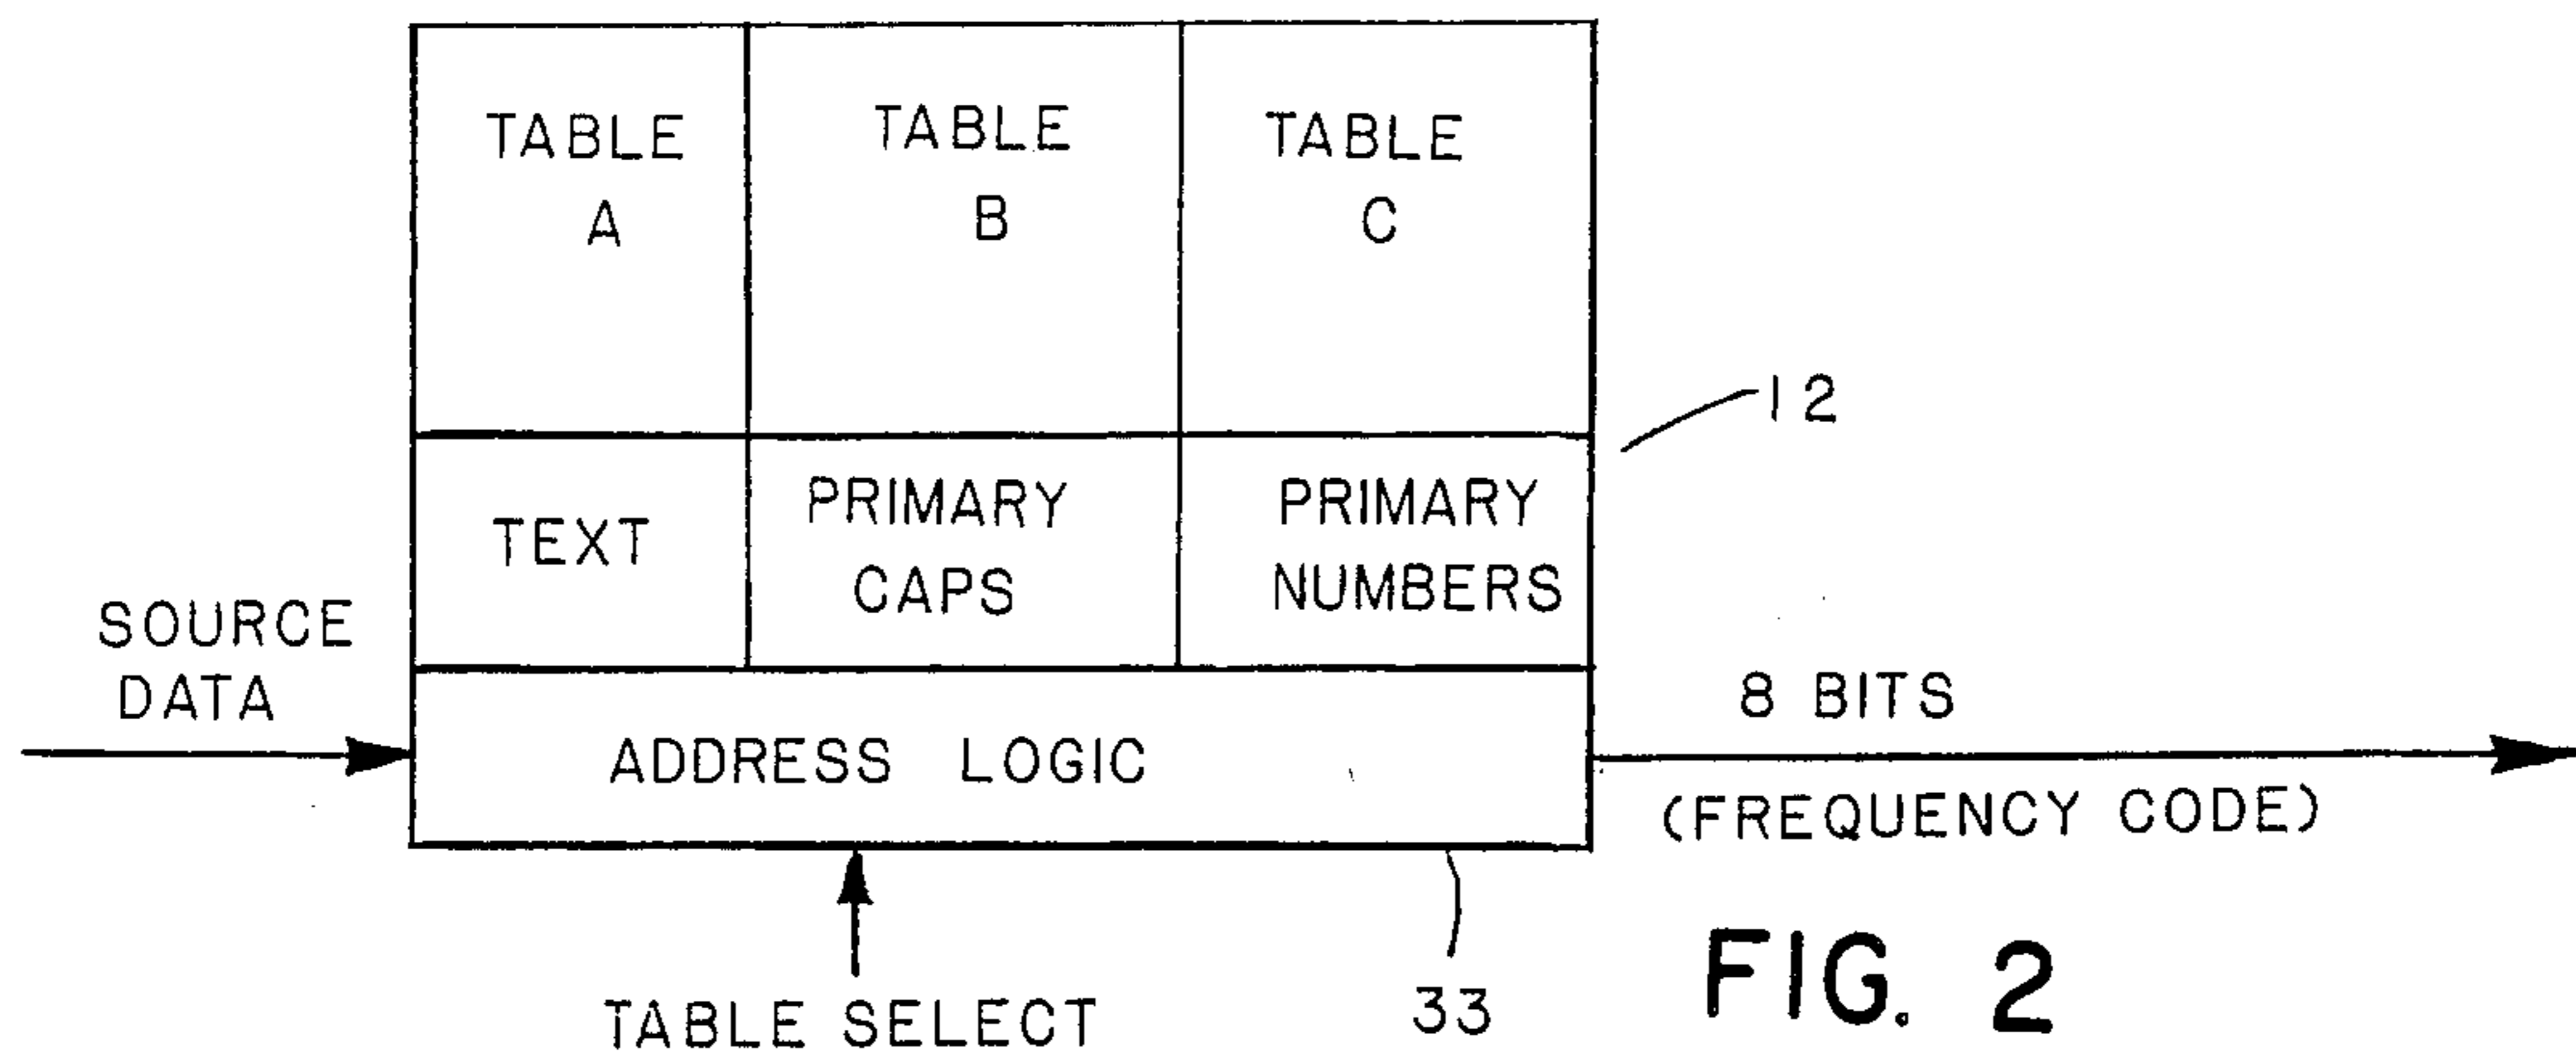 TABLE
A
TABLE
B
TABLE
C
12
TEXT
PRIMARY
CAPS
PRIMARY
NUMBERS
SOURCE
DATA
ADDRESS LOGIC
8 BITS
(FREQUENCY CODE)
TABLE SELECT
33
FIG. 2